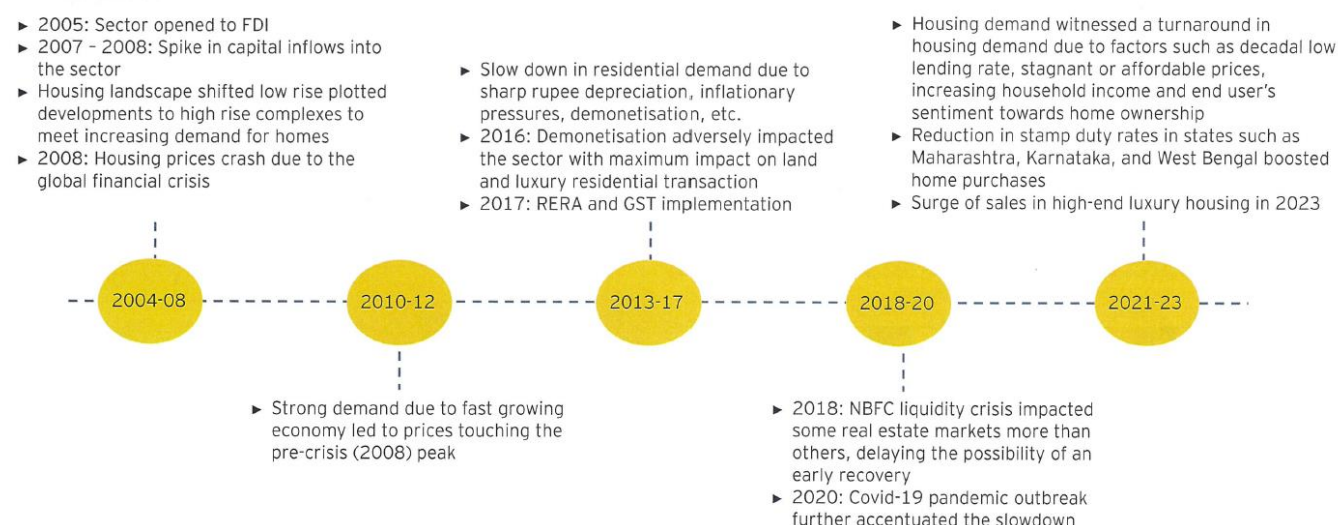 ► 2005: Sector opened to FDI
► 2007 – 2008: Spike in capital inflows into
the sector
► Housing landscape shifted low rise plotted
developments to high rise complexes to
meet increasing demand for homes
► 2008: Housing prices crash due to the
global financial crisis
► Slow down in residential demand due to
sharp rupee depreciation, inflationary
pressures, demonetisation, etc.
► 2016: Demonetisation adversely impacted
the sector with maximum impact on land
and luxury residential transaction
► 2017: RERA and GST implementation
► Housing demand witnessed a turnaround in
housing demand due to factors such as decadal low
lending rate, stagnant or affordable prices,
increasing household income and end user's
sentiment towards home ownership
► Reduction in stamp duty rates in states such as
Maharashtra, Karnataka, and West Bengal boosted
home purchases
► Surge of sales in high-end luxury housing in 2023
2004-08
2010-12
2013-17
2018-20
2021-23
► Strong demand due to fast growing
economy led to prices touching the
pre-crisis (2008) peak
► 2018: NBFC liquidity crisis impacted
some real estate markets more than
others, delaying the possibility of an
early recovery
► 2020: Covid-19 pandemic outbreak
further accentuated the slowdown